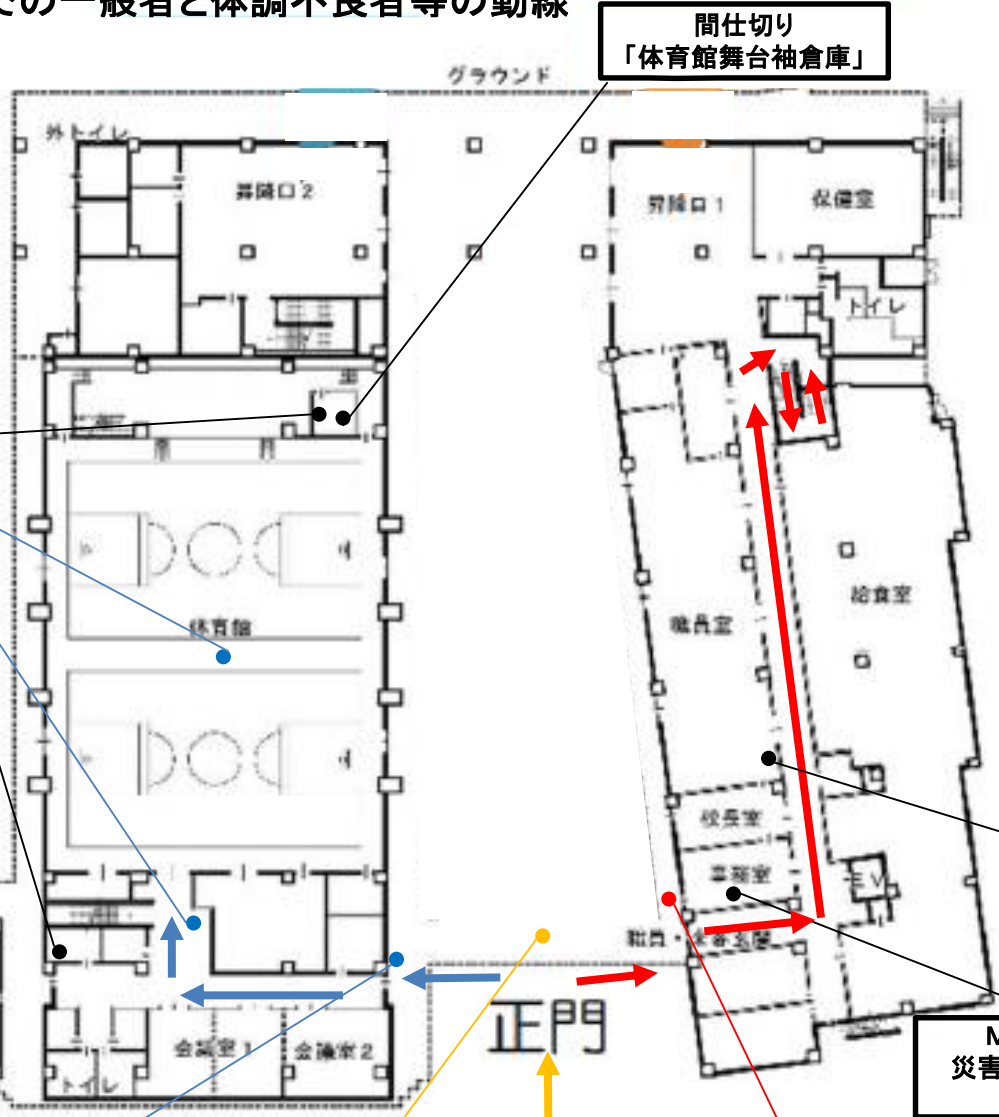 での一般者と体調不良者等の動線
間仕切り
「体育館舞台袖倉庫」
グラウンド
外トイレ
昇降口2
昇降口1
保健室
トイレ
体育館
職員室
給食室
校長室
事務室
EV
職員・来客玄関
正門
会議室1
会議室2
トイレ
M
災害